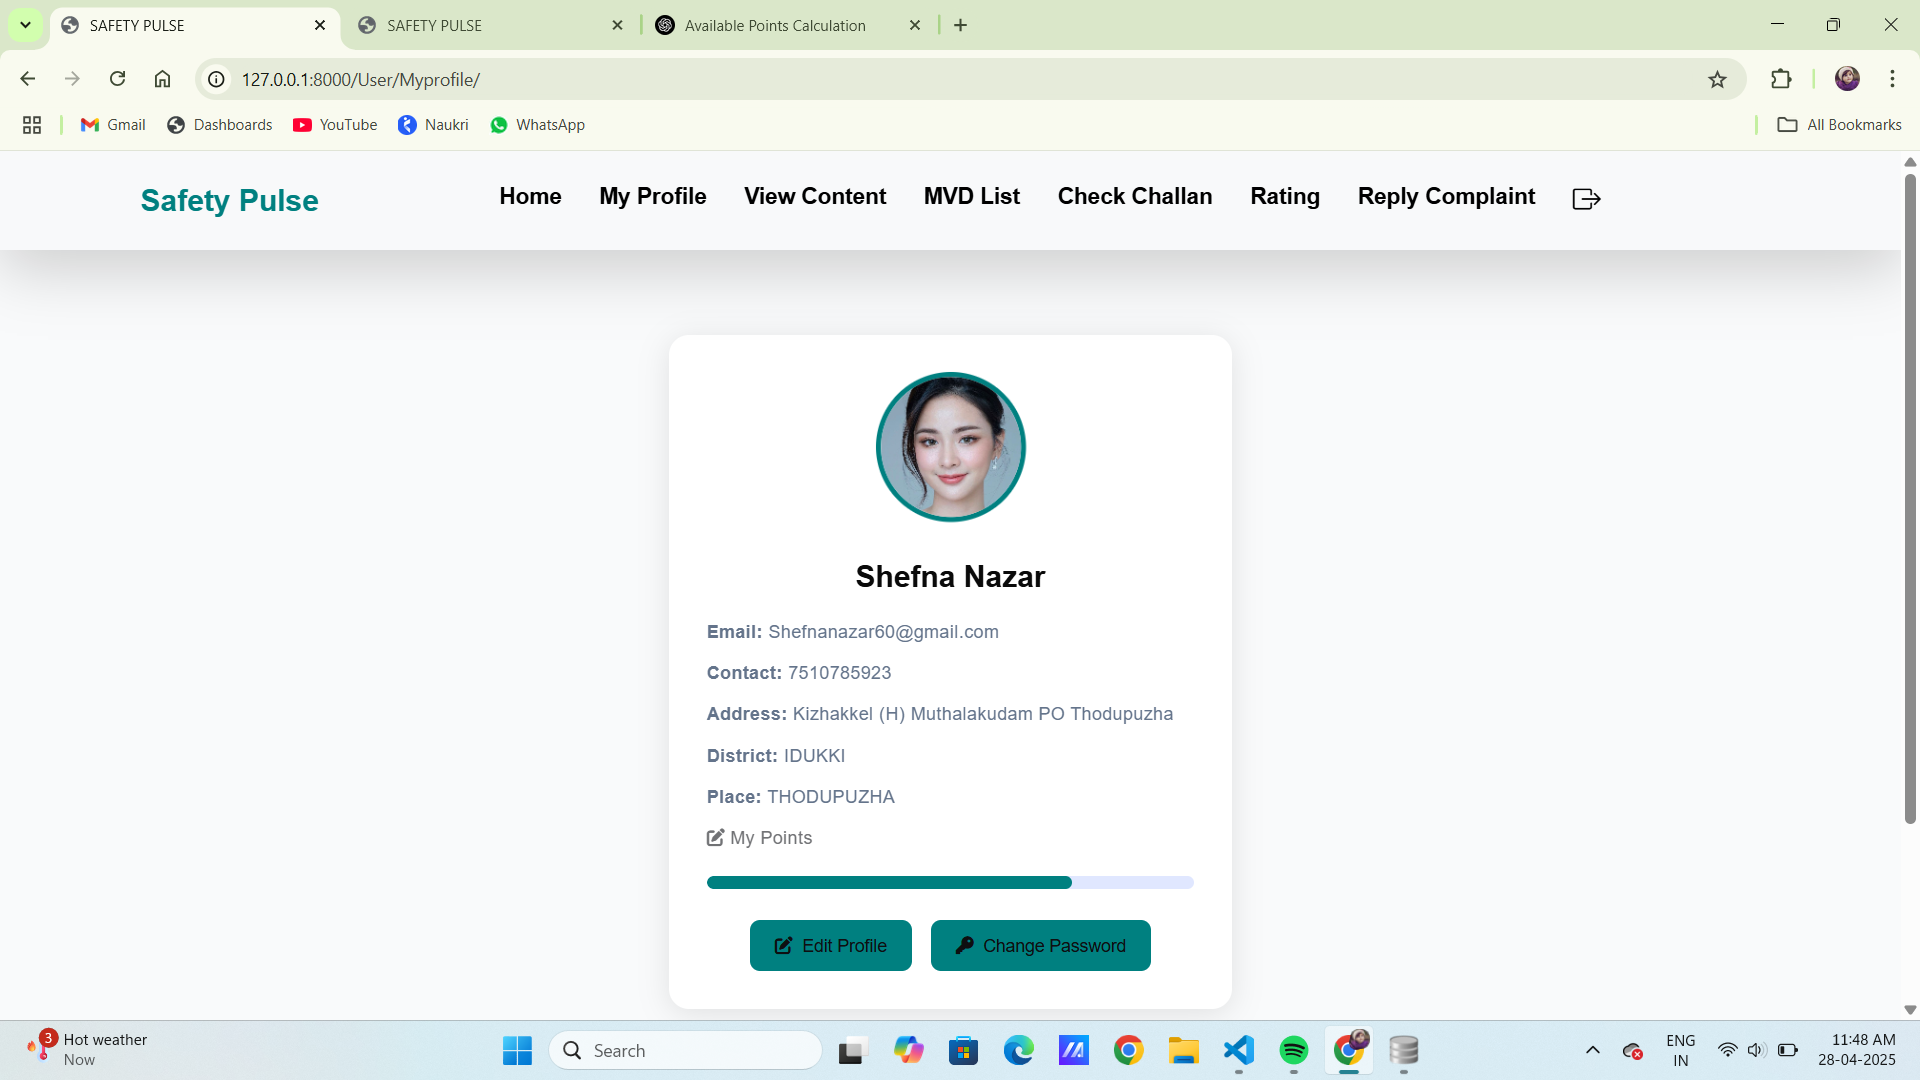 SAFETY PULSE
SAFETY PULSE
Available Points Calculation
127.0.0.1:8000/User/Myprofile/
Gmail
Dashboards
YouTube
Naukri
WhatsApp
All Bookmarks
Safety Pulse
Home
My Profile
View Content
MVD List
Check Challan
Rating
Reply Complaint
Shefna Nazar
Email: Shefnanazar60@gmail.com
Contact: 7510785923
Address: Kizhakkel (H) Muthalakudam PO Thodupuzha
District: IDUKKI
Place: THODUPUZHA
My Points
Edit Profile
Change Password
3
Hot weather
Now
Search
ENG
IN
11:48 AM
28-04-2025